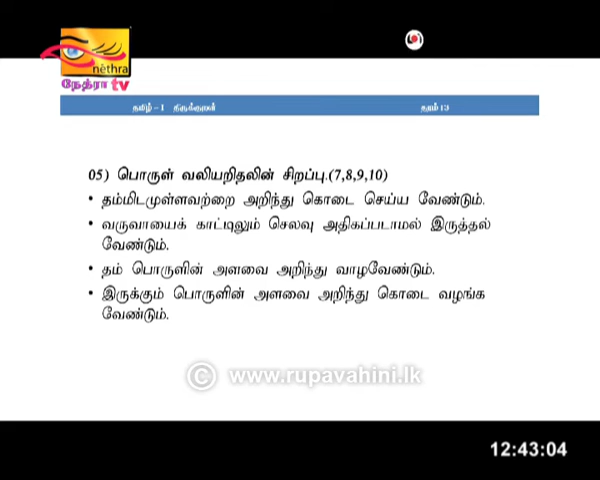 nēthra
நேத்ரா tv
தமிழ் – 1 திருக்குறள் தரம் 13
05) பொருள் வலியறிதலின் சிறப்பு.(7,8,9,10)
• தம்மிடமுள்ளவற்றை அறிந்து கொடை செய்ய வேண்டும்.
• வருவாயைக் காட்டிலும் செலவு அதிகப்படாமல் இருத்தல்
வேண்டும்.
• தம் பொருளின் அளவை அறிந்து வாழவேண்டும்.
• இருக்கும் பொருளின் அளவை அறிந்து கொடை வழங்க
வேண்டும்.
© www.rupavahini.lk
12:43:04